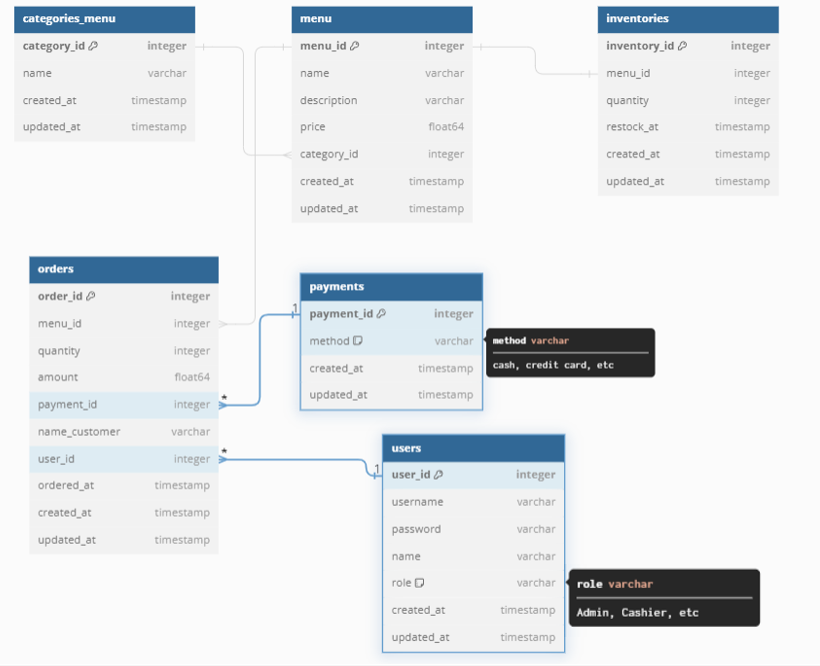 categories_menu
category_id integer
name varchar
created_at timestamp
updated_at timestamp
menu
menu_id integer
name varchar
description varchar
price float64
category_id integer
created_at timestamp
updated_at timestamp
inventories
inventory_id integer
menu_id integer
quantity integer
restock_at timestamp
created_at timestamp
updated_at timestamp
orders
order_id integer
menu_id integer
quantity integer
amount float64
payment_id integer
name_customer varchar
user_id integer
ordered_at timestamp
created_at timestamp
updated_at timestamp
*
*
1
payments
payment_id integer
method varchar
created_at timestamp
updated_at timestamp
method varchar
cash, credit card, etc
1
users
user_id integer
username varchar
password varchar
name varchar
role varchar
created_at timestamp
updated_at timestamp
role varchar
Admin, Cashier, etc